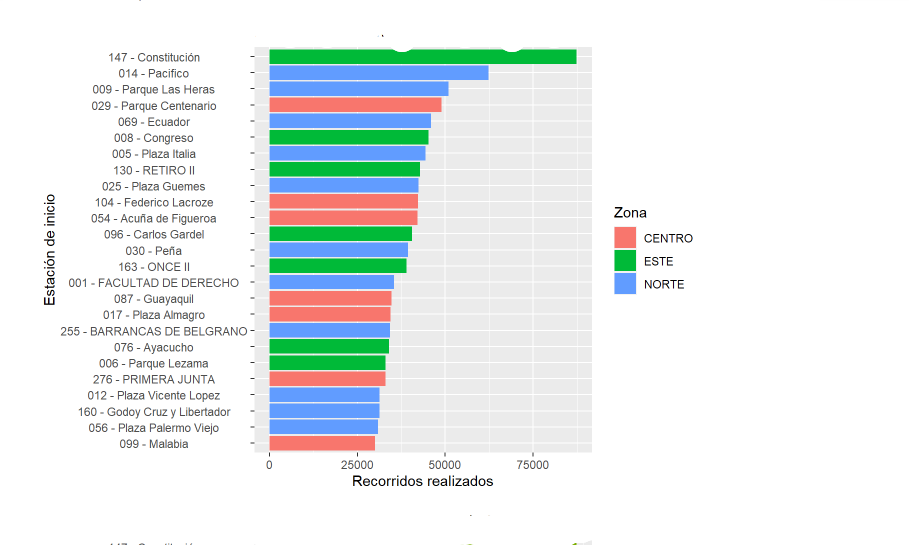 147 - Constitución
014 - Pacifico
009 - Parque Las Heras
029 - Parque Centenario
069 - Ecuador
008 - Congreso
005 - Plaza Italia
130 - RETIRO II
025 - Plaza Guemes
104 - Federico Lacroze
054 - Acuña de Figueroa
096 - Carlos Gardel
030 - Peña
163 - ONCE II
001 - FACULTAD DE DERECHO
087 - Guayaquil
017 - Plaza Almagro
255 - BARRANCAS DE BELGRANO
076 - Ayacucho
006 - Parque Lezama
276 - PRIMERA JUNTA
012 - Plaza Vicente Lopez
160 - Godoy Cruz y Libertador
056 - Plaza Palermo Viejo
099 - Malabia
Estación de inicio
0 25000 50000 75000
Recorridos realizados
Zona
CENTRO
ESTE
NORTE